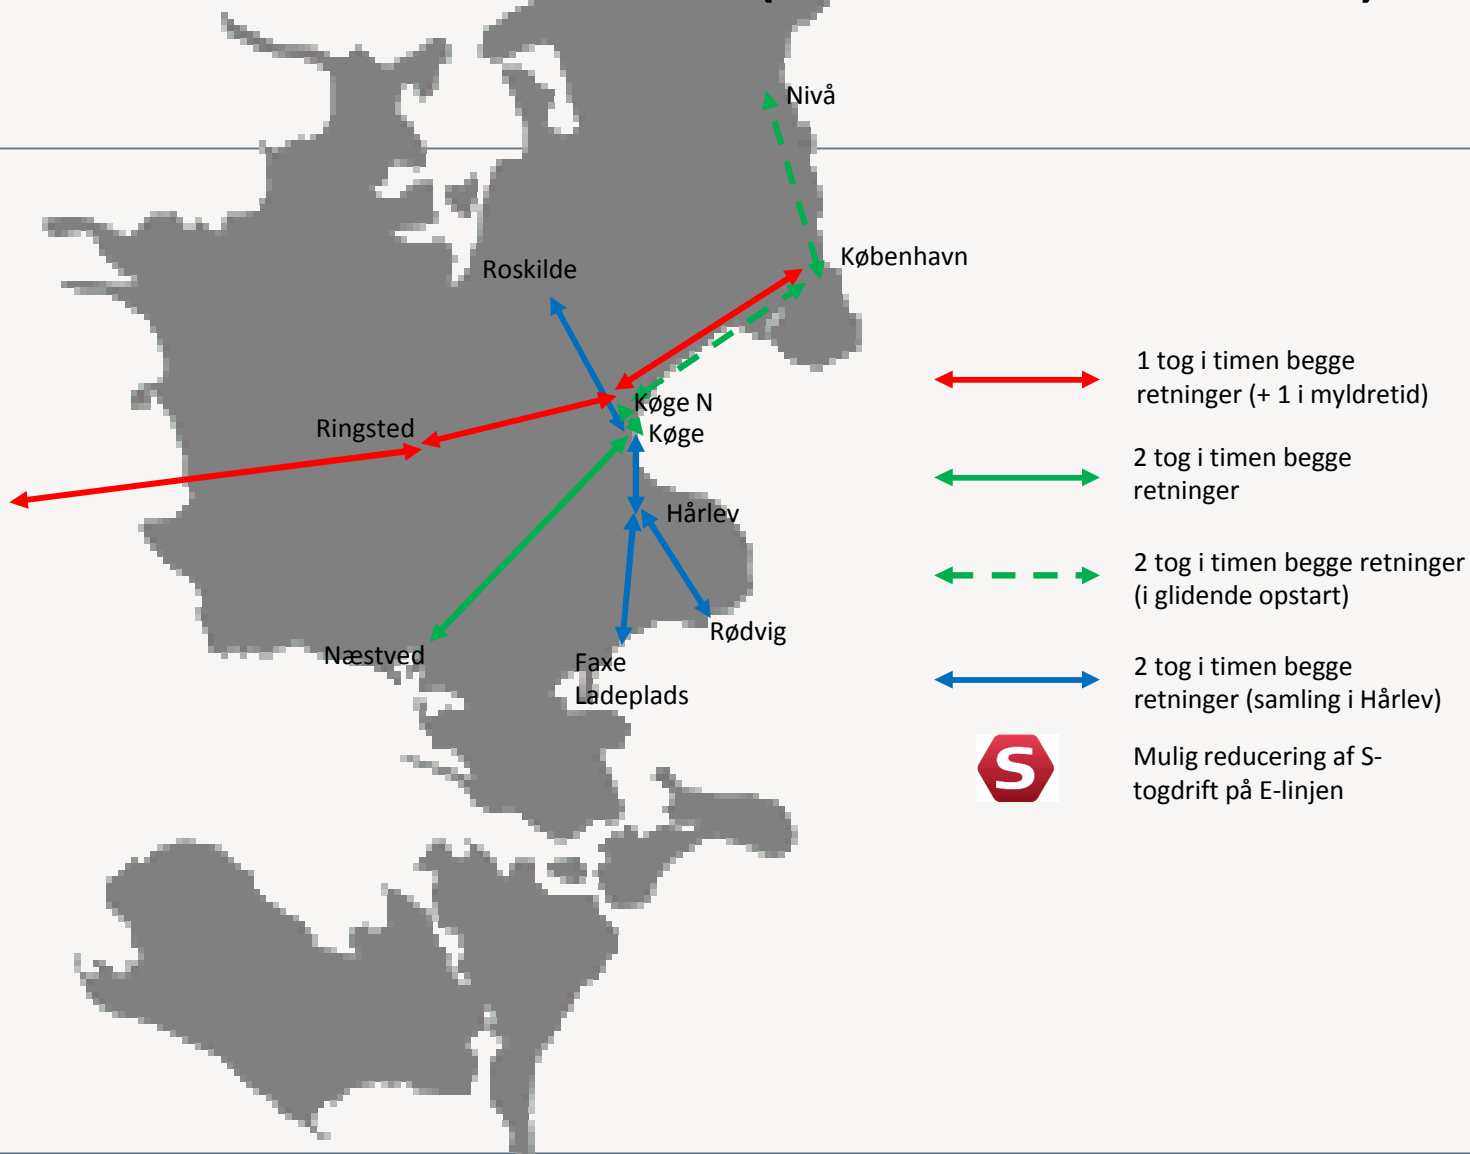 Nivå
København
Roskilde
Køge N
Køge
Ringsted
Hårlev
Rødvig
Næstved
Faxe
Ladeplads
1 tog i timen begge
retninger (+ 1 i myldretid)
2 tog i timen begge
retninger
2 tog i timen begge retninger
(i glidende opstart)
2 tog i timen begge
retninger (samling i Hårlev)
S
Mulig reducering af S-
togdrift på E-linjen